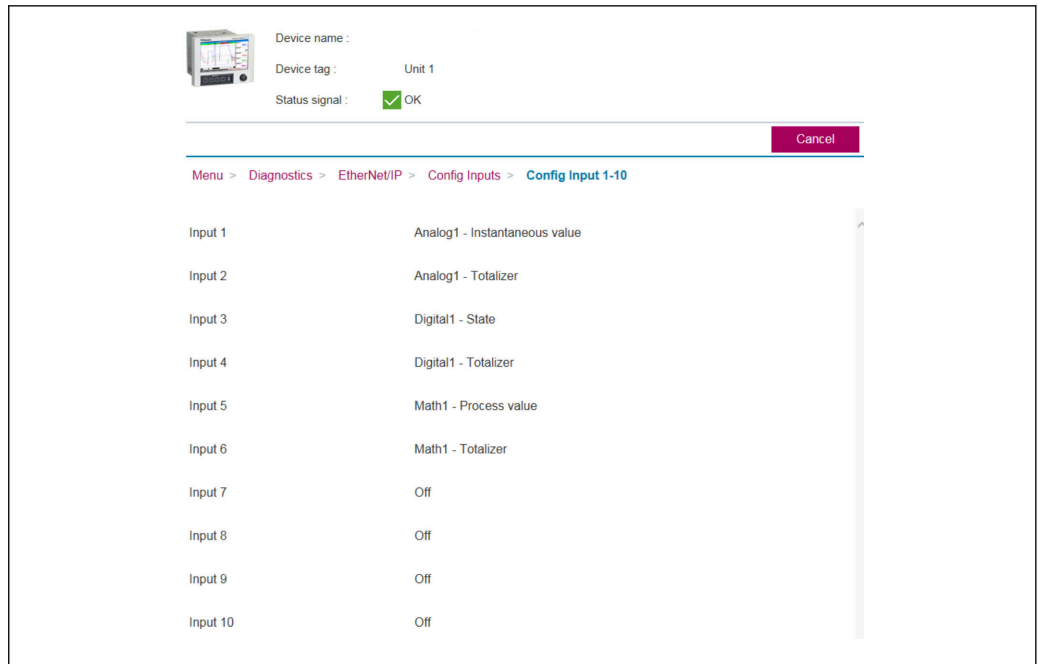 Device name :
Device tag : Unit 1
Status signal : OK
Cancel
Menu > Diagnostics > EtherNet/IP > Config Inputs > Config Input 1-10
Input 1 Analog1 - Instantaneous value
Input 2 Analog1 - Totalizer
Input 3 Digital1 - State
Input 4 Digital1 - Totalizer
Input 5 Math1 - Process value
Input 6 Math1 - Totalizer
Input 7 Off
Input 8 Off
Input 9 Off
Input 10 Off